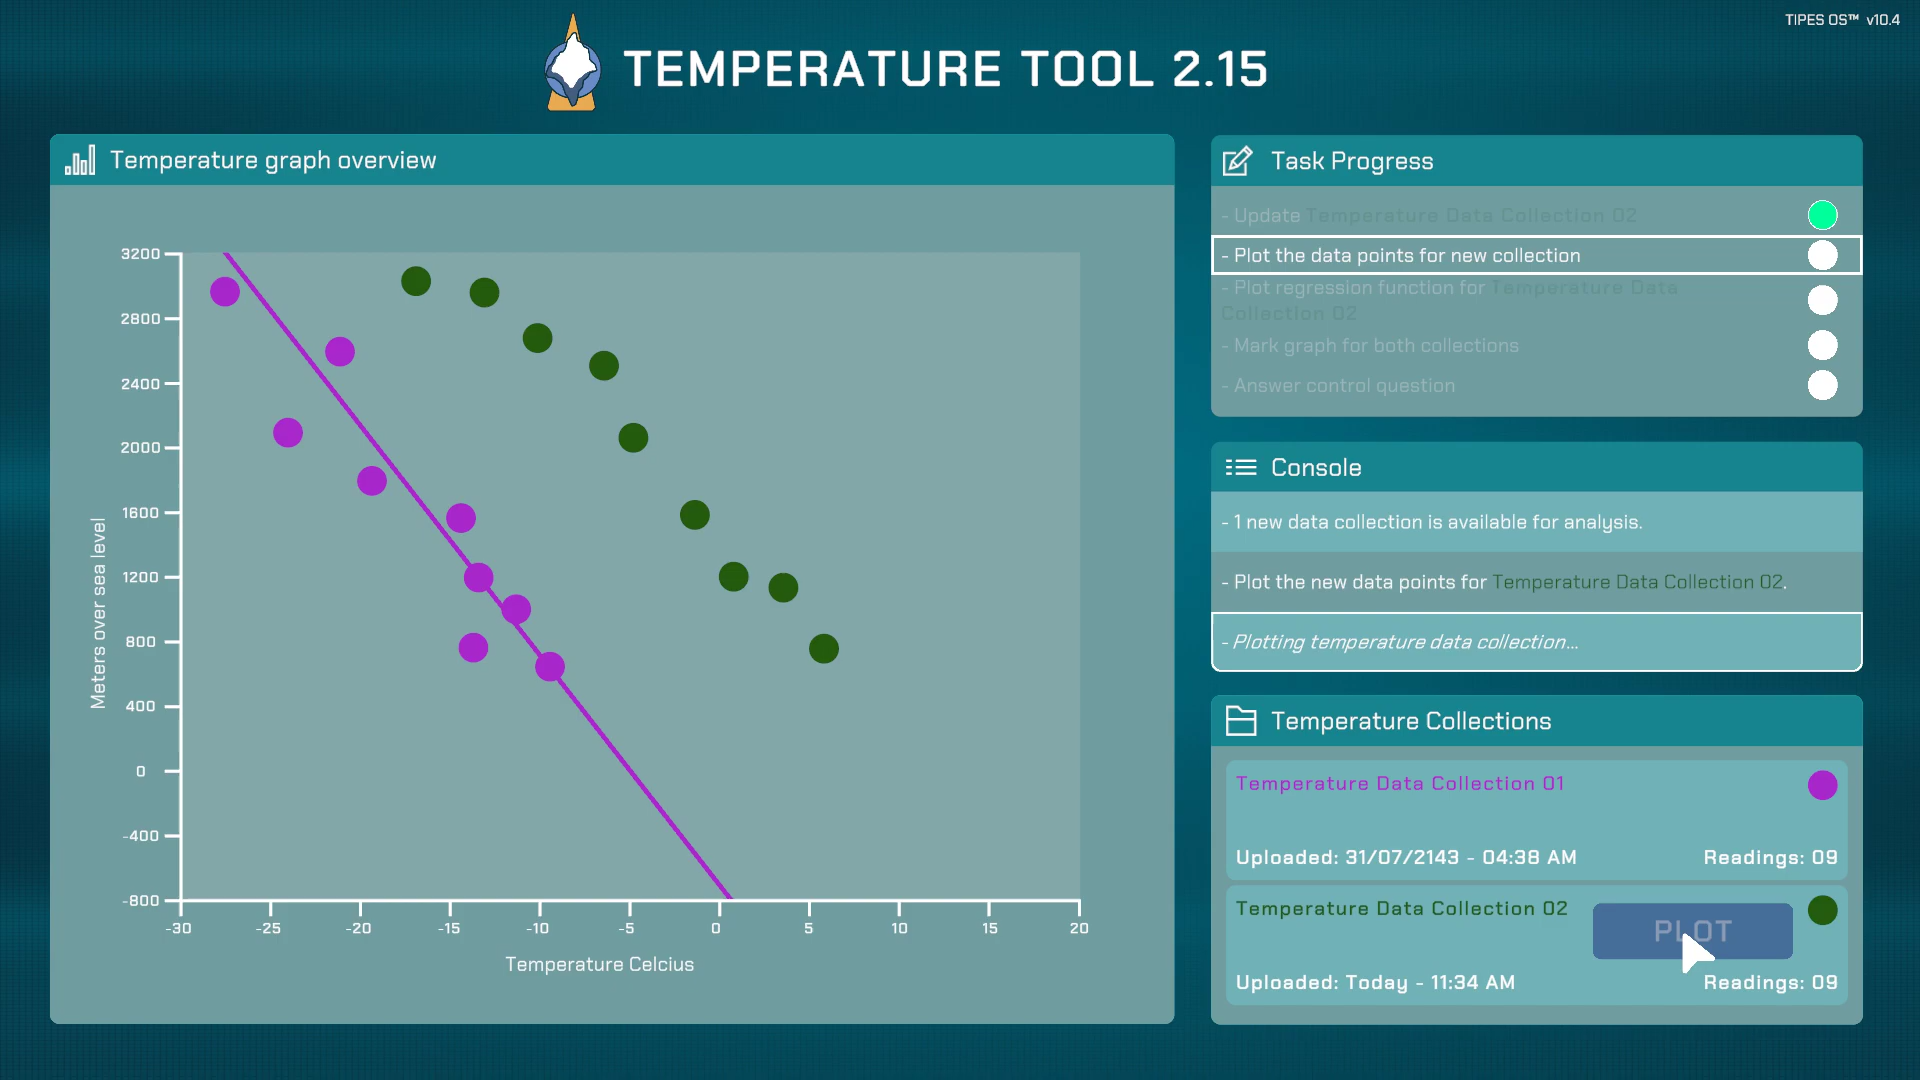 TIPES OS™ v10.4
TEMPERATURE TOOL 2.15
Temperature graph overview
3200
2800
2400
2000
1600
1200
800
400
0
-400
-800
Meters over sea level
-30 -25 -20 -15 -10 -5 0 5 10 15 20
Temperature Celcius
Task Progress
- Update Temperature Data Collection 02
- Plot the data points for new collection
- Plot regression function for Temperature Data
Collection 02
- Mark graph for both collections
- Answer control question
Console
- 1 new data collection is available for analysis.
- Plot the new data points for Temperature Data Collection 02.
- Plotting temperature data collection...
Temperature Collections
Temperature Data Collection 01
Uploaded: 31/07/2143 - 04:38 AM Readings: 09
Temperature Data Collection 02
PLOT
Uploaded: Today - 11:34 AM Readings: 09